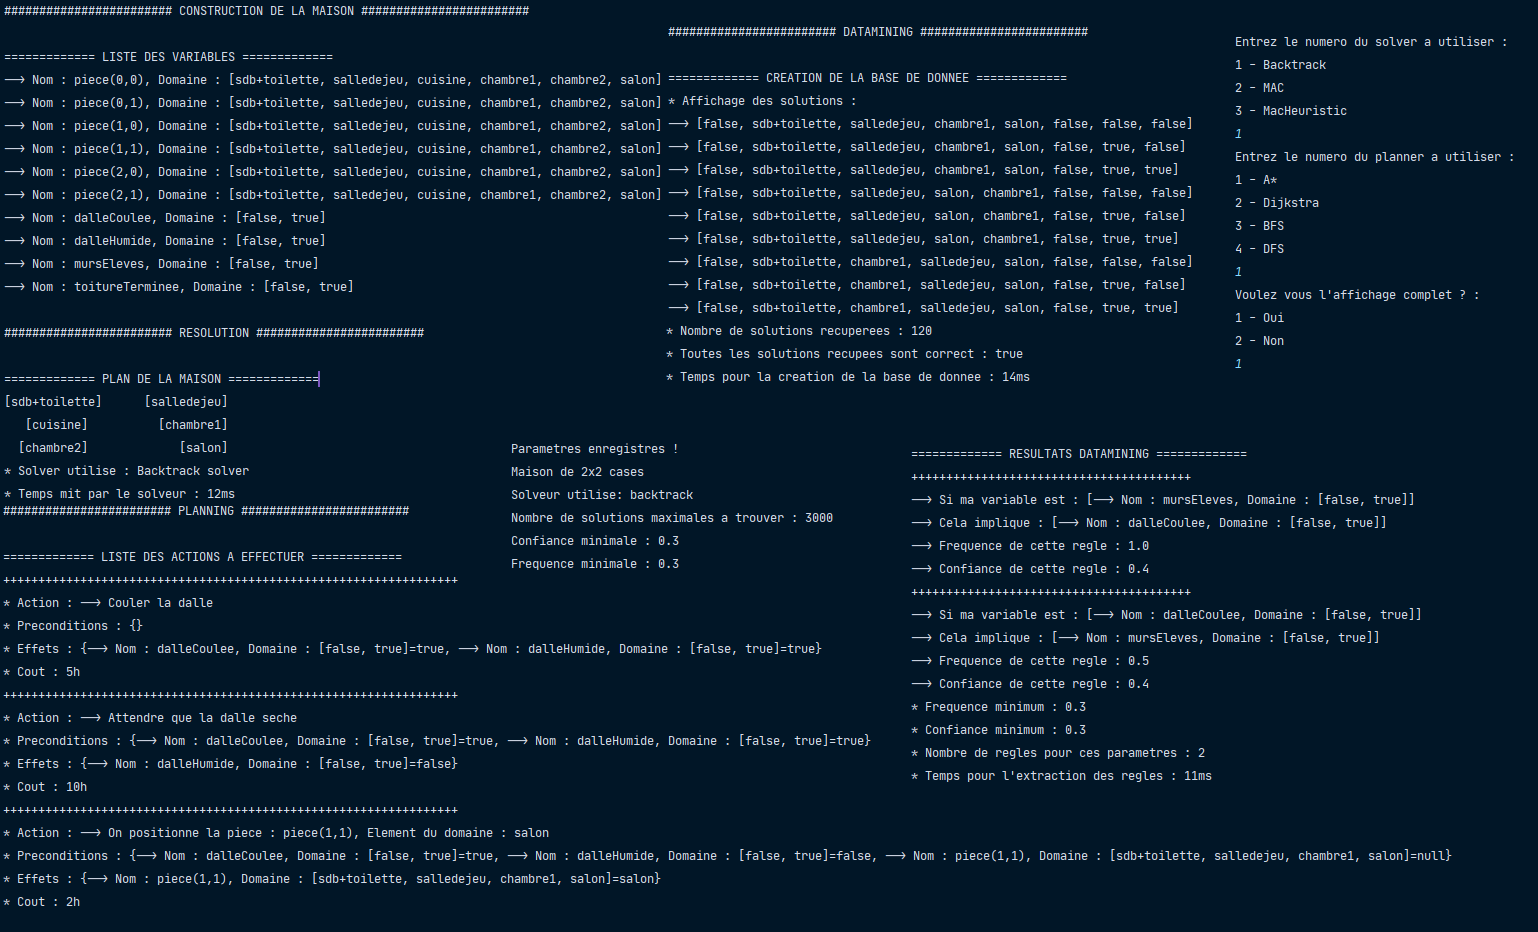 ######################## CONSTRUCTION DE LA MAISON ########################
============= LISTE DES VARIABLES =============
—> Nom : piece(0,0), Domaine : [sdb+toilette, salledejeu, cuisine, chambre1, chambre2, salon]
—> Nom : piece(0,1), Domaine : [sdb+toilette, salledejeu, cuisine, chambre1, chambre2, salon]
—> Nom : piece(1,0), Domaine : [sdb+toilette, salledejeu, cuisine, chambre1, chambre2, salon]
—> Nom : piece(1,1), Domaine : [sdb+toilette, salledejeu, cuisine, chambre1, chambre2, salon]
—> Nom : piece(2,0), Domaine : [sdb+toilette, salledejeu, cuisine, chambre1, chambre2, salon]
—> Nom : piece(2,1), Domaine : [sdb+toilette, salledejeu, cuisine, chambre1, chambre2, salon]
—> Nom : dalleCoulee, Domaine : [false, true]
—> Nom : dalleHumide, Domaine : [false, true]
—> Nom : mursEleves, Domaine : [false, true]
—> Nom : toitureTerminee, Domaine : [false, true]
######################## RESOLUTION ########################
============= PLAN DE LA MAISON =============
[sdb+toilette] [salledejeu]
[cuisine] [chambre1]
[chambre2] [salon]
* Solver utilise : Backtrack solver
* Temps mit par le solveur : 12ms
######################## PLANNING ########################
============= LISTE DES ACTIONS A EFFECTUER =============
+++++++++++++++++++++++++++++++++++++++++++++++++++++++++++++++++
* Action : —> Couler la dalle
* Preconditions : {}
* Effets : {—> Nom : dalleCoulee, Domaine : [false, true]=true, —> Nom : dalleHumide, Domaine : [false, true]=true}
* Cout : 5h
+++++++++++++++++++++++++++++++++++++++++++++++++++++++++++++++++
* Action : —> Attendre que la dalle seche
* Preconditions : {—> Nom : dalleCoulee, Domaine : [false, true]=true, —> Nom : dalleHumide, Domaine : [false, true]=true}
* Effets : {—> Nom : dalleHumide, Domaine : [false, true]=false}
* Cout : 10h
+++++++++++++++++++++++++++++++++++++++++++++++++++++++++++++++++
* Action : —> On positionne la piece : piece(1,1), Element du domaine : salon
* Preconditions : {—> Nom : dalleCoulee, Domaine : [false, true]=true, —> Nom : dalleHumide, Domaine : [false, true]=false, —> Nom : piece(1,1), Domaine : [sdb+toilette, salledejeu, chambre1, salon]=null}
* Effets : {—> Nom : piece(1,1), Domaine : [sdb+toilette, salledejeu, chambre1, salon]=salon}
* Cout : 2h
######################## DATAMINING ########################
============= CREATION DE LA BASE DE DONNEE =============
* Affichage des solutions :
—> [false, sdb+toilette, salledejeu, chambre1, salon, false, false, false]
—> [false, sdb+toilette, salledejeu, chambre1, salon, false, true, false]
—> [false, sdb+toilette, salledejeu, chambre1, salon, false, true, true]
—> [false, sdb+toilette, salledejeu, salon, chambre1, false, false, false]
—> [false, sdb+toilette, salledejeu, salon, chambre1, false, true, false]
—> [false, sdb+toilette, salledejeu, salon, chambre1, false, true, true]
—> [false, sdb+toilette, chambre1, salledejeu, salon, false, false, false]
—> [false, sdb+toilette, chambre1, salledejeu, salon, false, true, false]
—> [false, sdb+toilette, chambre1, salledejeu, salon, false, true, true]
* Nombre de solutions recuperees : 120
* Toutes les solutions recupees sont correct : true
* Temps pour la creation de la base de donnee : 14ms
Entrez le numero du solver a utiliser :
1 - Backtrack
2 - MAC
3 - MacHeuristic
1
Entrez le numero du planner a utiliser :
1 - A*
2 - Dijkstra
3 - BFS
4 - DFS
1
Voulez vous l'affichage complet ? :
1 - Oui
2 - Non
1
Parametres enregistres !
Maison de 2x2 cases
Solveur utilise: backtrack
Nombre de solutions maximales a trouver : 3000
Confiance minimale : 0.3
Frequence minimale : 0.3
============= RESULTATS DATAMINING =============
++++++++++++++++++++++++++++++++++++++++
—> Si ma variable est : [—> Nom : mursEleves, Domaine : [false, true]]
—> Cela implique : [—> Nom : dalleCoulee, Domaine : [false, true]]
—> Frequence de cette regle : 1.0
—> Confiance de cette regle : 0.4
++++++++++++++++++++++++++++++++++++++++
—> Si ma variable est : [—> Nom : dalleCoulee, Domaine : [false, true]]
—> Cela implique : [—> Nom : mursEleves, Domaine : [false, true]]
—> Frequence de cette regle : 0.5
—> Confiance de cette regle : 0.4
* Frequence minimum : 0.3
* Confiance minimum : 0.3
* Nombre de regles pour ces parametres : 2
* Temps pour l'extraction des regles : 11ms